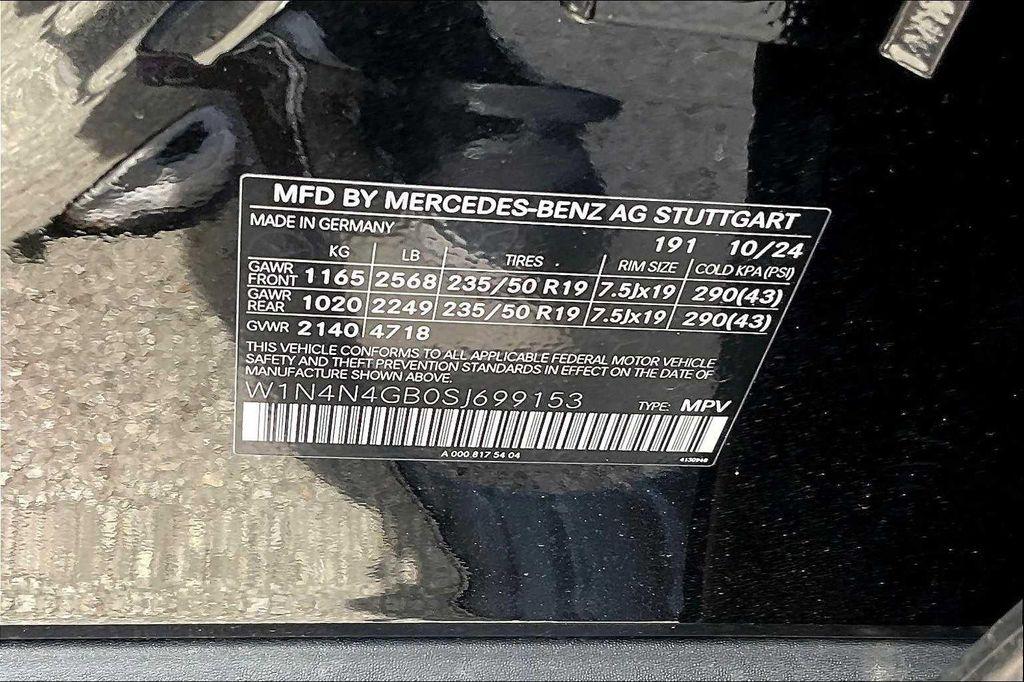 MFD BY MERCEDES-BENZ AG STUTTGART
MADE IN GERMANY 191 10/24
KG LB TIRES RIM SIZE COLD KPA (PSI)
GAWR FRONT 1165 2568 235/50 R19 7.5Jx19 290(43)
GAWR REAR 1020 2249 235/50 R19 7.5Jx19 290(43)
GVWR 2140 4718
THIS VEHICLE CONFORMS TO ALL APPLICABLE FEDERAL MOTOR VEHICLE
SAFETY AND THEFT PREVENTION STANDARDS IN EFFECT ON THE DATE OF
MANUFACTURE SHOWN ABOVE.
W1N4N4GB0SJ699153 TYPE: MPV
A 000 817 54 04